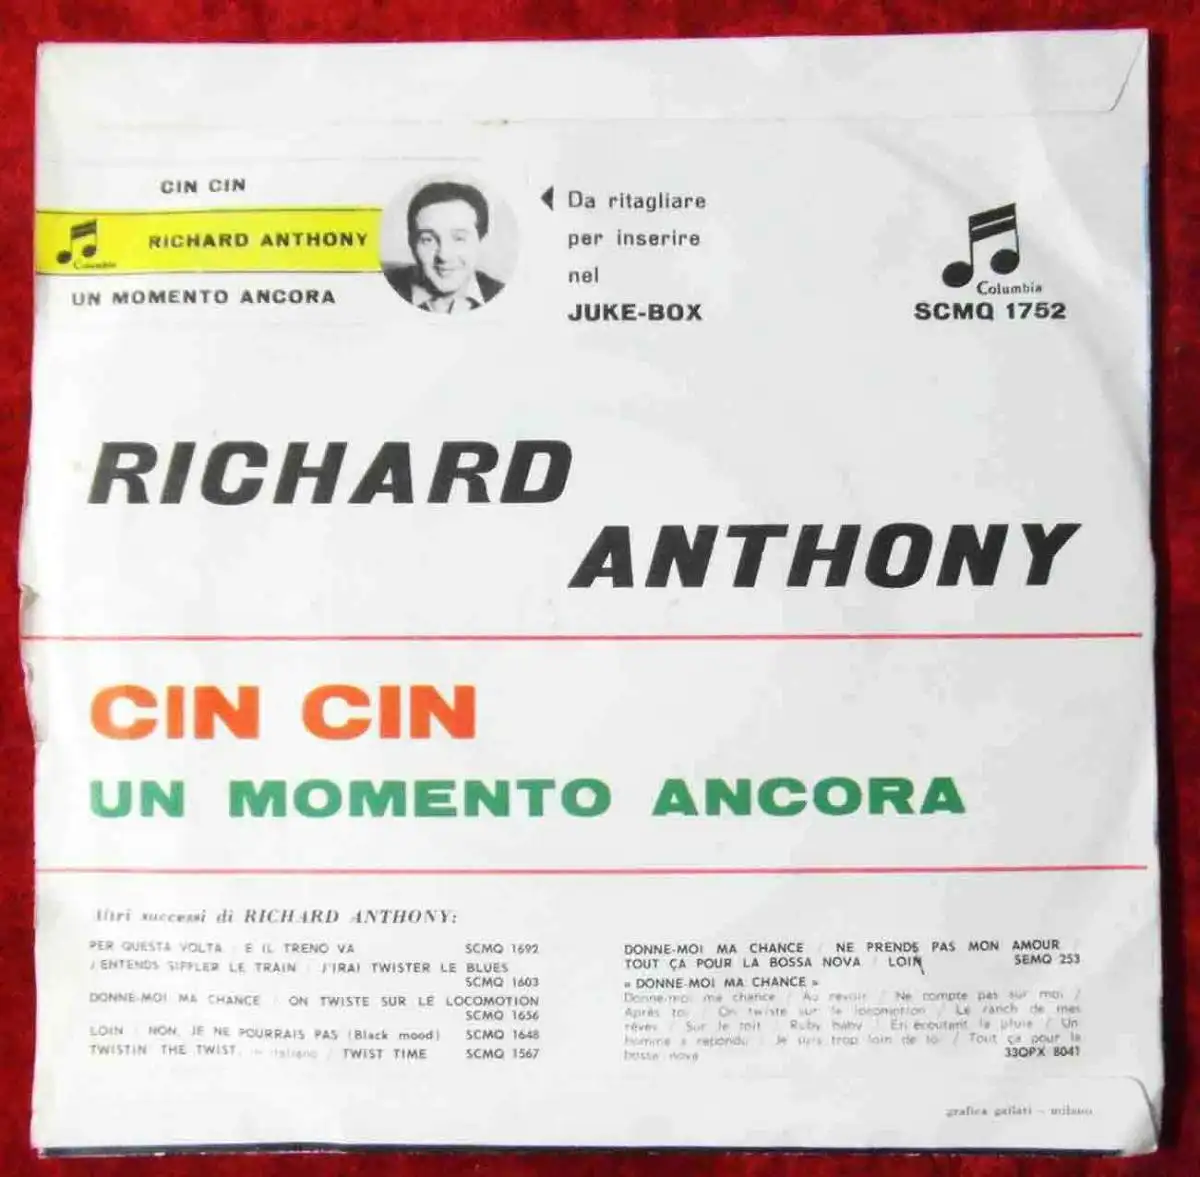 CIN CIN
Columbia
RICHARD ANTHONY
UN MOMENTO ANCORA
Da ritagliare
per inserire
nel
JUKE-BOX
Columbia
SCMQ 1752
RICHARD
ANTHONY
CIN CIN
UN MOMENTO ANCORA
Altri successi di RICHARD ANTHONY:
PER QUESTA VOLTA / E IL TRENO VA SCMQ 1692
J'ENTENDS SIFFLER LE TRAIN / J'IRAI TWISTER LE BLUES
SCMQ 1603
DONNE-MOI MA CHANCE / ON TWISTE SUR LE LOCOMOTION
SCMQ 1656
LOIN / NON, JE NE POURRAIS PAS (Black mood) SCMQ 1648
TWISTIN THE TWIST, in italiano / TWIST TIME SCMQ 1567
DONNE-MOI MA CHANCE / NE PRENDS PAS MON AMOUR /
TOUT ÇA POUR LA BOSSA NOVA / LOIN SEMQ 253
« DONNE-MOI MA CHANCE »
Donne-moi ma chance / Au revoir / Ne compte pas sur moi /
Après toi / On twiste sur le locomotion / Le ranch de mes
rêves / Sur le toit / Ruby baby / En écoutant la pluie / Un
homme a repondu / Je suis trop loin de toi / Tout ça pour la
bossa nova 33QPX 8041
grafica gallati - milano